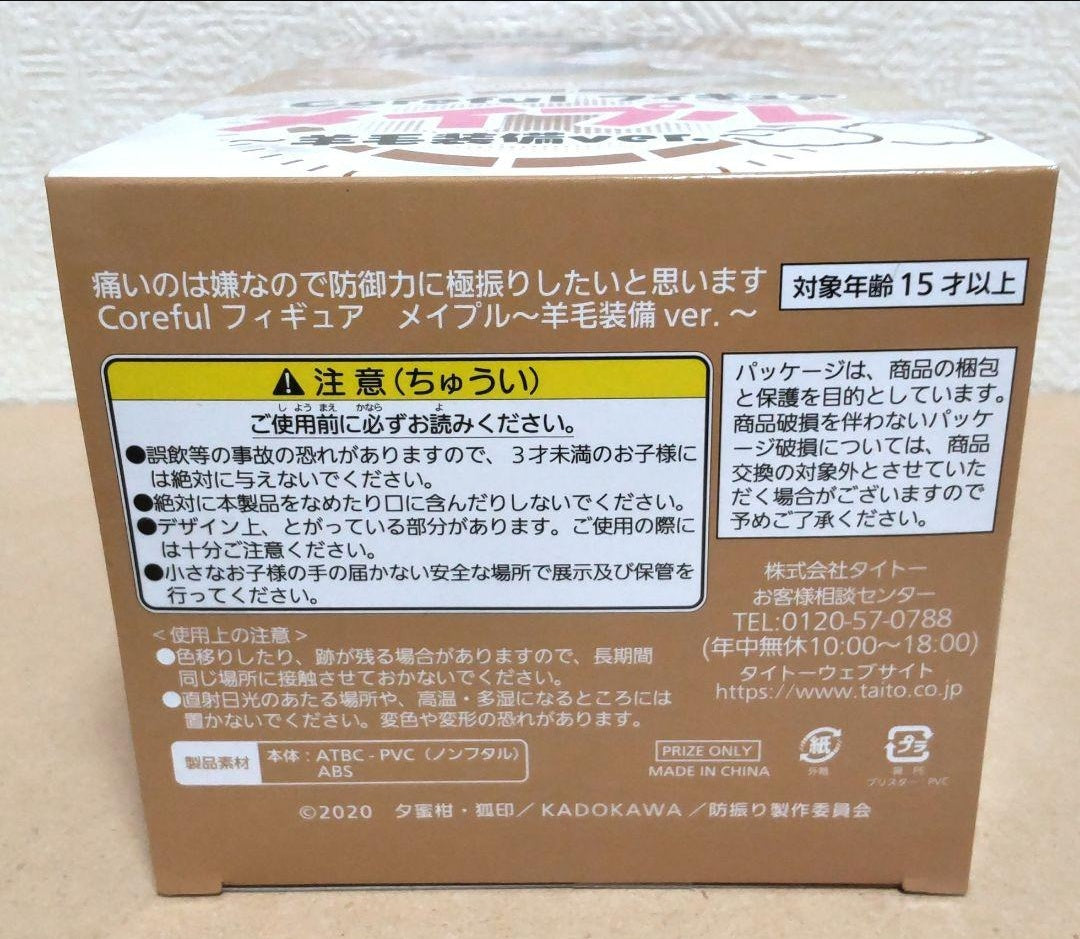 痛いのは嫌なので防御力に極振りしたいと思います
Coreful フィギュア　メイプル～羊毛装備 ver. ～
対象年齢 15 才以上
注 意（ちゅうい）
ご使用前に必ずお読みください。
●誤飲等の事故の恐れがありますので、3才未満のお子様に
は絶対に与えないでください。
●絶対に本製品をなめたり口に含んだりしないでください。
●デザイン上、とがっている部分があります。ご使用の際に
は十分ご注意ください。
●小さなお子様の手の届かない安全な場所で展示及び保管を
行ってください。
パッケージは、商品の梱包
と保護を目的としています。
商品破損を伴わないパッケ
ージ破損については、商品
交換の対象外とさせていた
だく場合がございますので
予めご了承ください。
株式会社タイトー
お客様相談センター
TEL:0120-57-0788
(年中無休10:00～18:00)
タイトーウェブサイト
https://www.taito.co.jp
＜使用上の注意＞
●色移りしたり、跡が残る場合がありますので、長期間
同じ場所に接触させておかないでください。
●直射日光のあたる場所や、高温・多湿になるところには
置かないでください。変色や変形の恐れがあります。
製品素材
本体：ATBC-PVC（ノンフタル）
ABS
PRIZE ONLY
MADE IN CHINA
紙
外箱
プラ
ブリスター PVC
©2020　夕蜜柑・狐印／KADOKAWA／防振り製作委員会